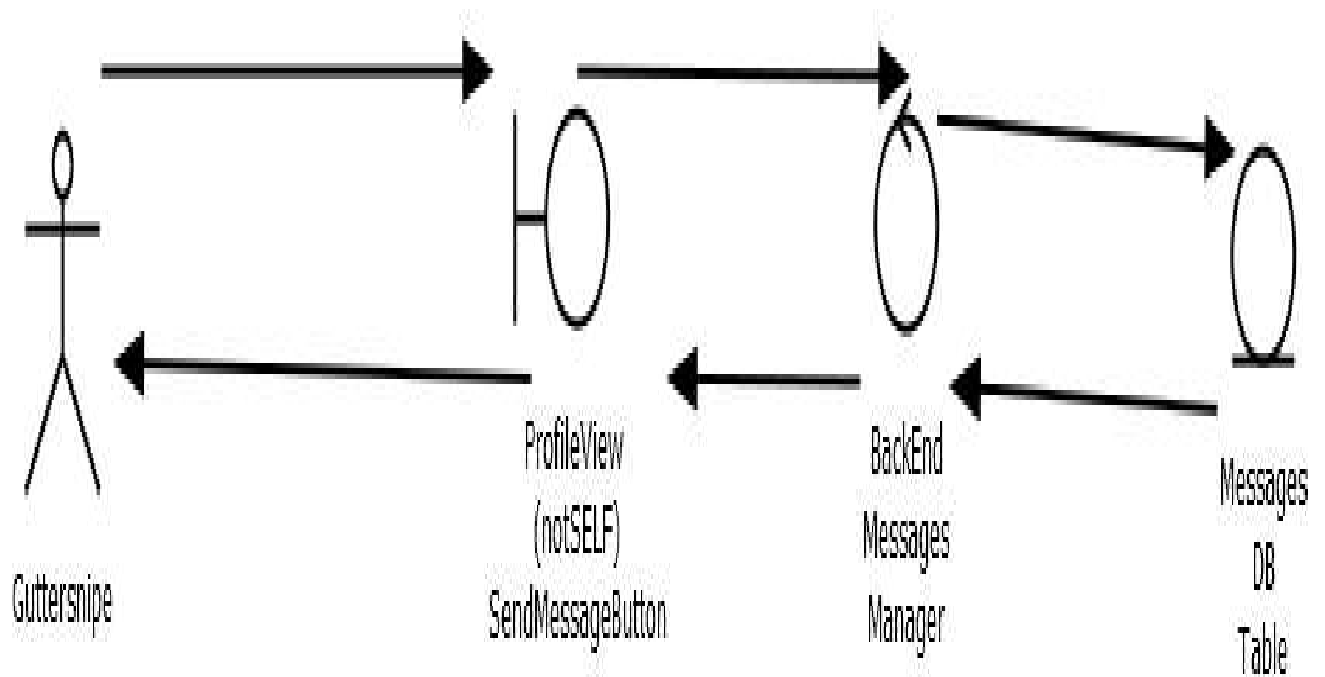 Guttersnipe
ProfileView
(notSELF)
SendMessageButton
BackEnd
Messages
Manager
Messages
DB
Table